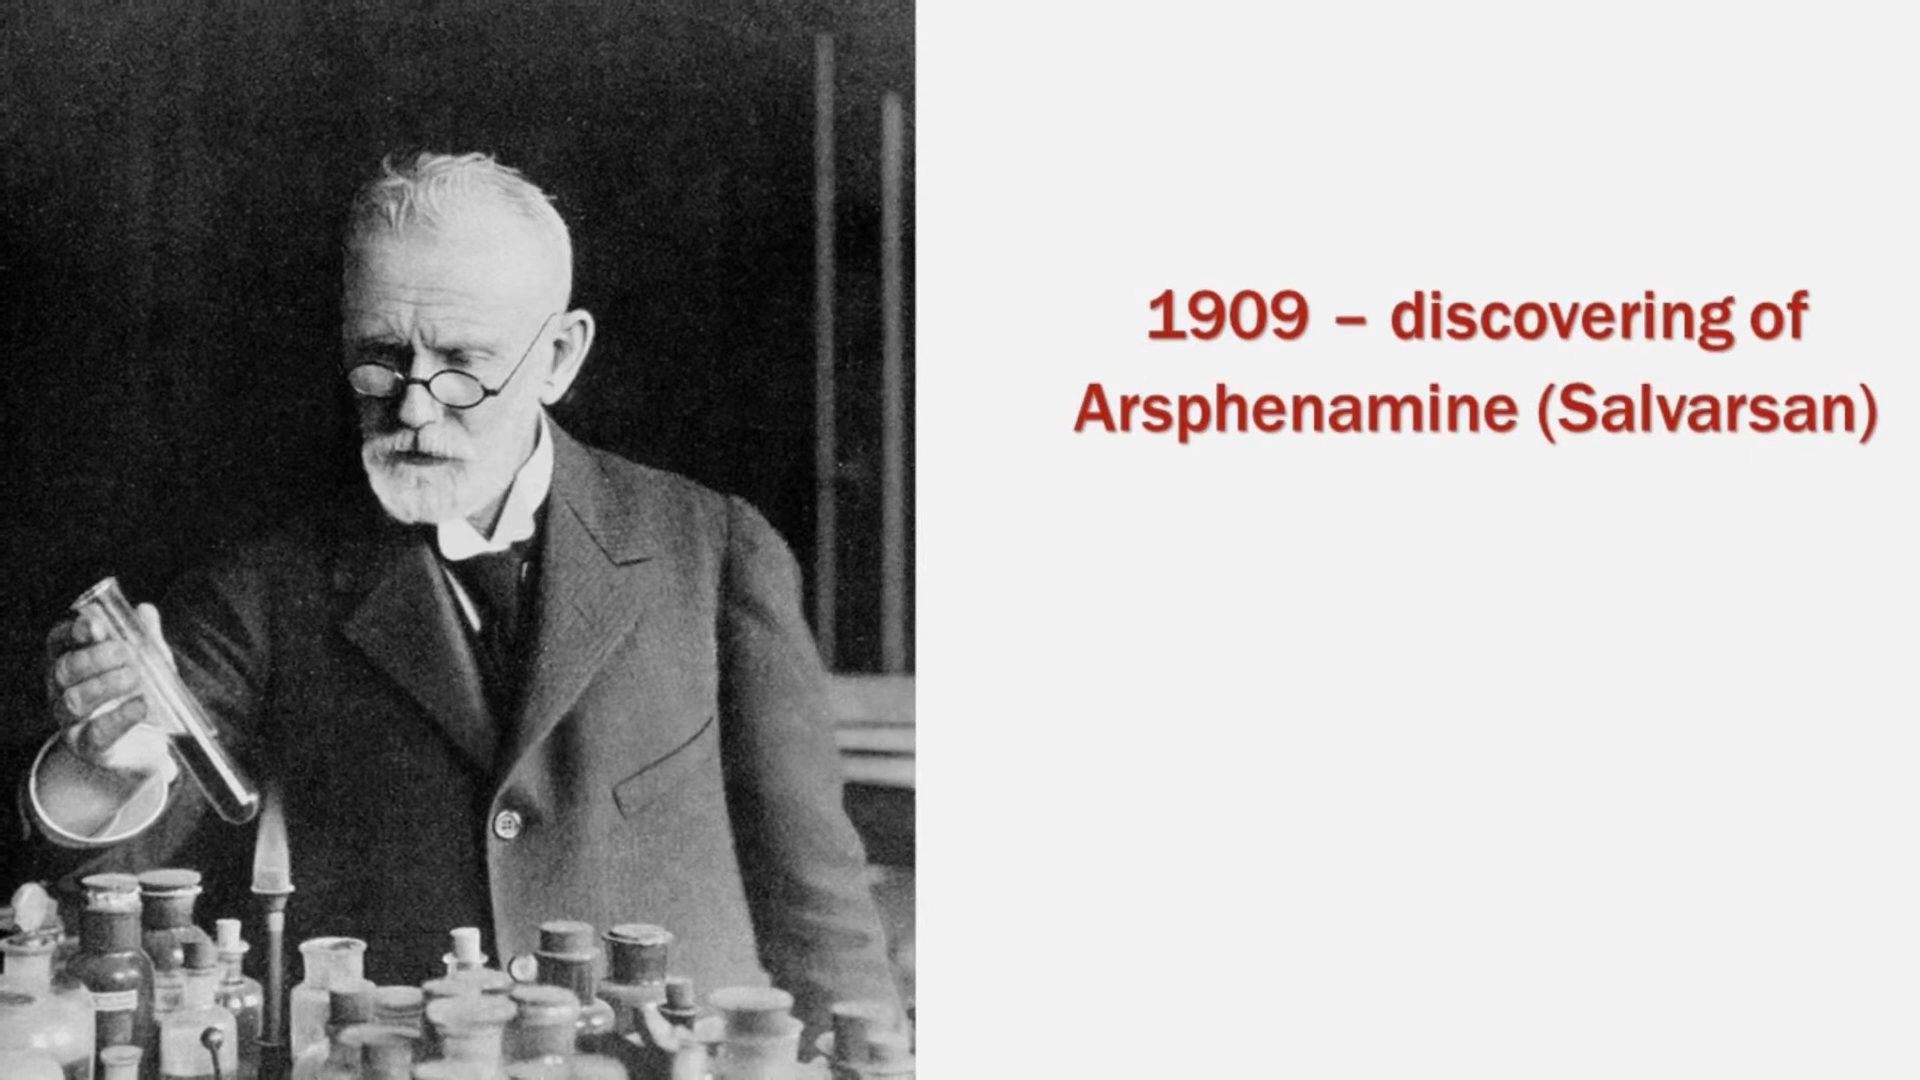 1909 – discovering of
Arsphenamine (Salvarsan)